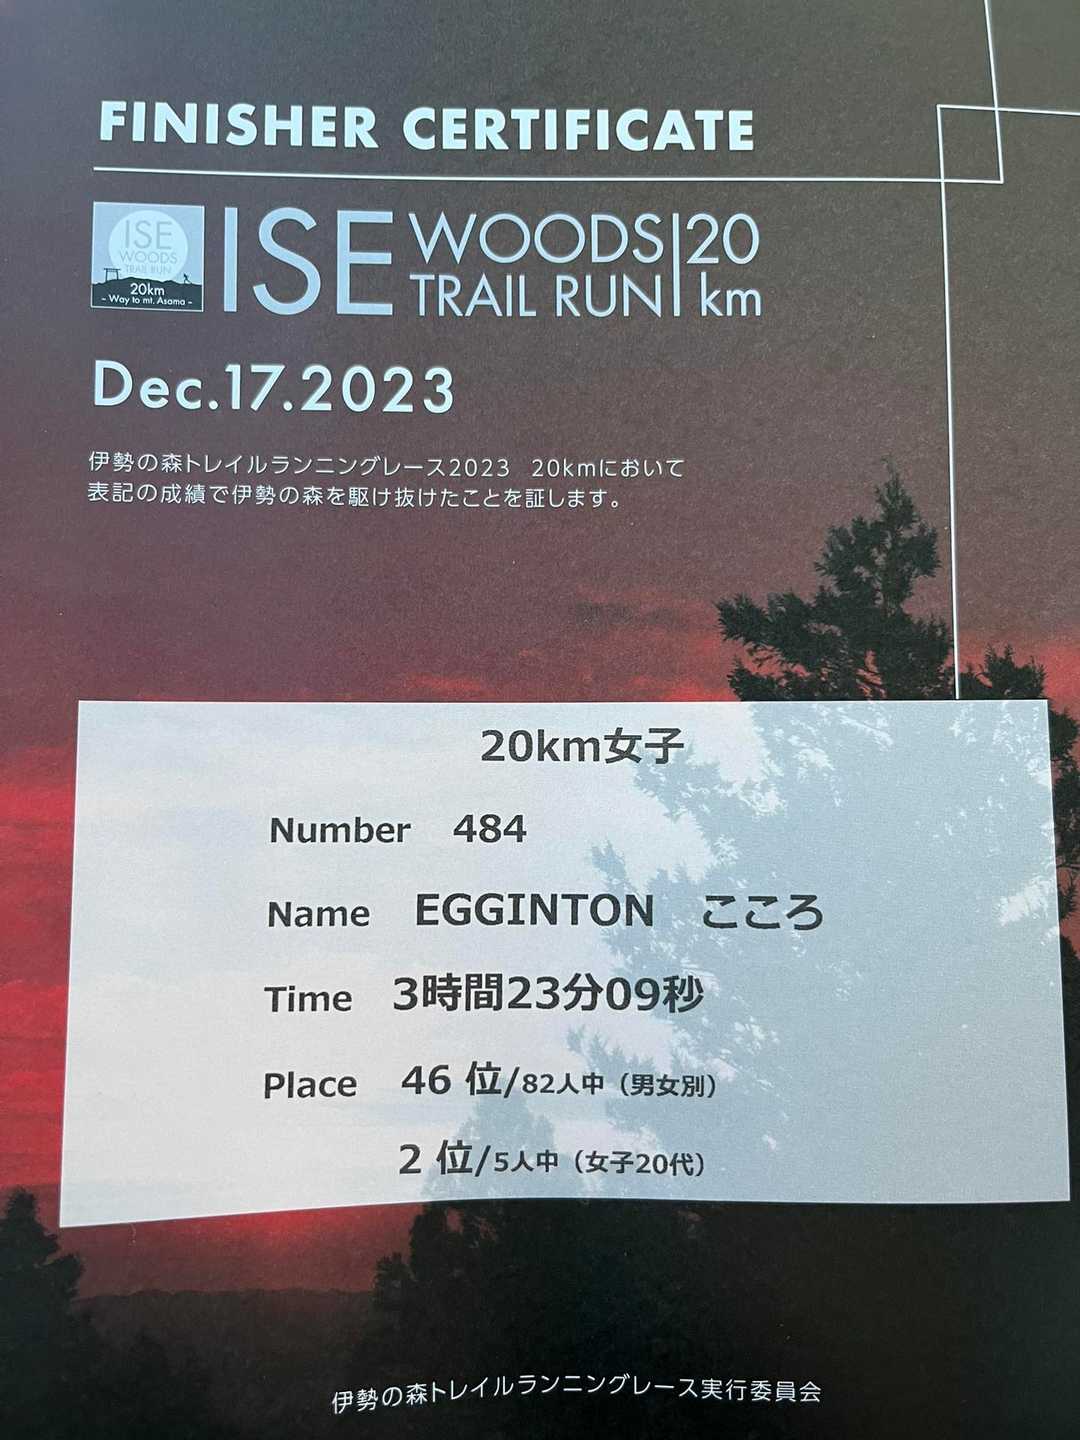 FINISHER CERTIFICATE
ISE
WOODS
TRAIL RUN
20km
- Way to mt. Asama -
ISE WOODS TRAIL RUN 20 km
Dec.17.2023
伊勢の森トレイルランニングレース2023 20kmにおいて
表記の成績で伊勢の森を駆け抜けたことを証します。
20km女子
Number 484
Name EGGINTON こころ
Time 3時間23分09秒
Place 46 位/82人中（男女別）
2 位/5人中（女子20代）
伊勢の森トレイルランニングレース実行委員会